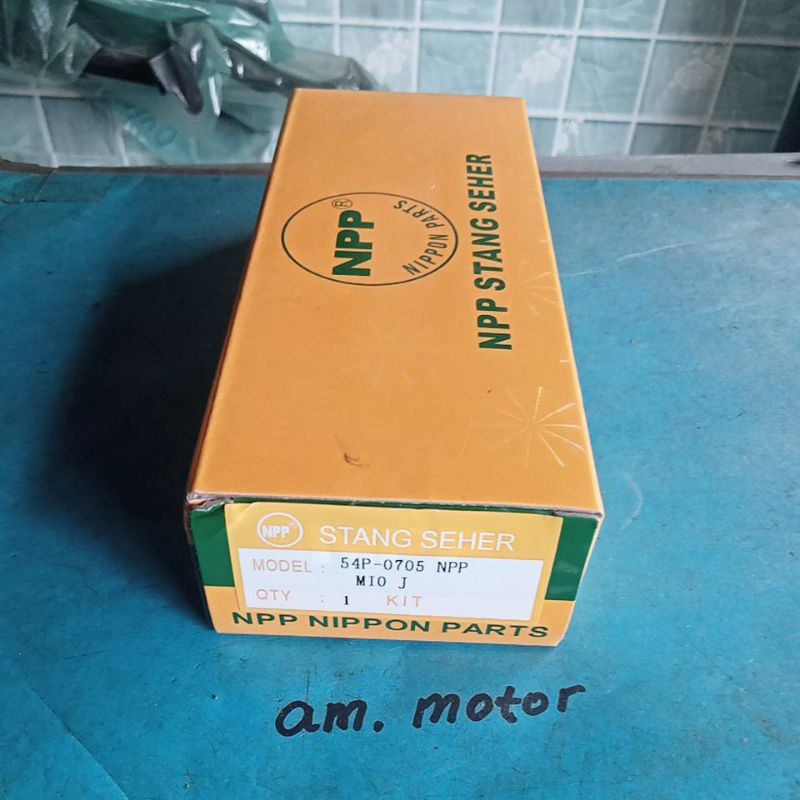 NPP®
NIPPON PARTS
NPP STANG SEHER
NPP® STANG SEHER
MODEL : 54P-0705 NPP
MIO J
QTY : 1 KIT
NPP NIPPON PARTS
am. motor